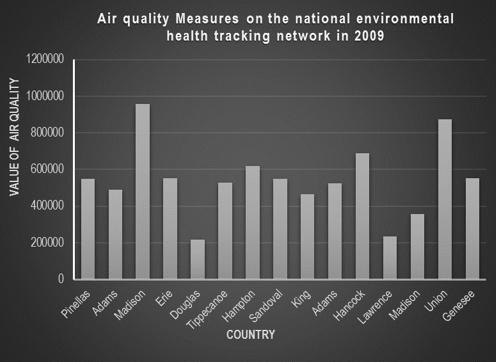 Air quality Measures on the national environmental
health tracking network in 2009
VALUE OF AIR QUALITY
1200000
1000000
800000
600000
400000
200000
0
Pinellas
Adams
Madison
Erie
Douglas
Tippecanoe
Hampton
Sandoval
King
Adams
Hancock
Lawrence
Madison
Union
Genesee
COUNTRY